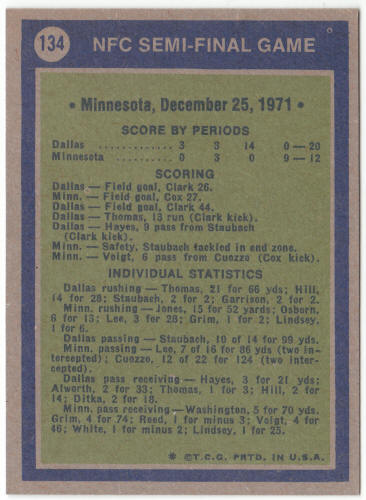 134
NFC SEMI-FINAL GAME
• Minnesota, December 25, 1971 •
SCORE BY PERIODS
Dallas ............. 3 3 14 0—20
Minnesota ......... 0 3 0 9—12
SCORING
Dallas — Field goal, Clark 26.
Minn. — Field goal, Cox 27.
Dallas — Field goal, Clark 44.
Dallas — Thomas, 13 run (Clark kick).
Dallas — Hayes, 9 pass from Staubach
(Clark kick).
Minn. — Safety, Staubach tackled in end zone.
Minn. — Voigt, 6 pass from Cuozzo (Cox kick).
INDIVIDUAL STATISTICS
Dallas rushing — Thomas, 21 for 66 yds; Hill,
14 for 28; Staubach, 2 for 2; Garrison, 2 for 2.
Minn. rushing — Jones, 15 for 52 yards; Osborn,
6 for 13; Lee, 3 for 28; Grim, 1 for 2; Lindsey,
1 for 6.
Dallas passing — Staubach, 10 of 14 for 99 yds.
Minn. passing — Lee, 7 of 16 for 86 yds (two in-
tercepted); Cuozzo, 12 of 22 for 124 (two inter-
cepted).
Dallas pass receiving — Hayes, 3 for 21 yds;
Alworth, 2 for 33; Thomas, 1 for 3; Hill, 2 for
14; Ditka, 2 for 18.
Minn. pass receiving — Washington, 5 for 70 yds.
Grim, 4 for 74; Reed, 1 for minus 3; Voigt, 4 for
46; White, 1 for minus 2; Lindsey, 1 for 25.
* ©T.C.G. PRTD. IN U.S.A.